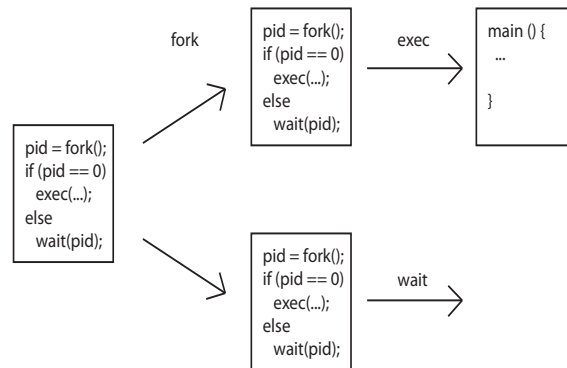 fork
pid = fork();
if (pid == 0)
exec(...);
else
wait(pid);
exec
main () {
...
}
pid = fork();
if (pid == 0)
exec(...);
else
wait(pid);
pid = fork();
if (pid == 0)
exec(...);
else
wait(pid);
wait